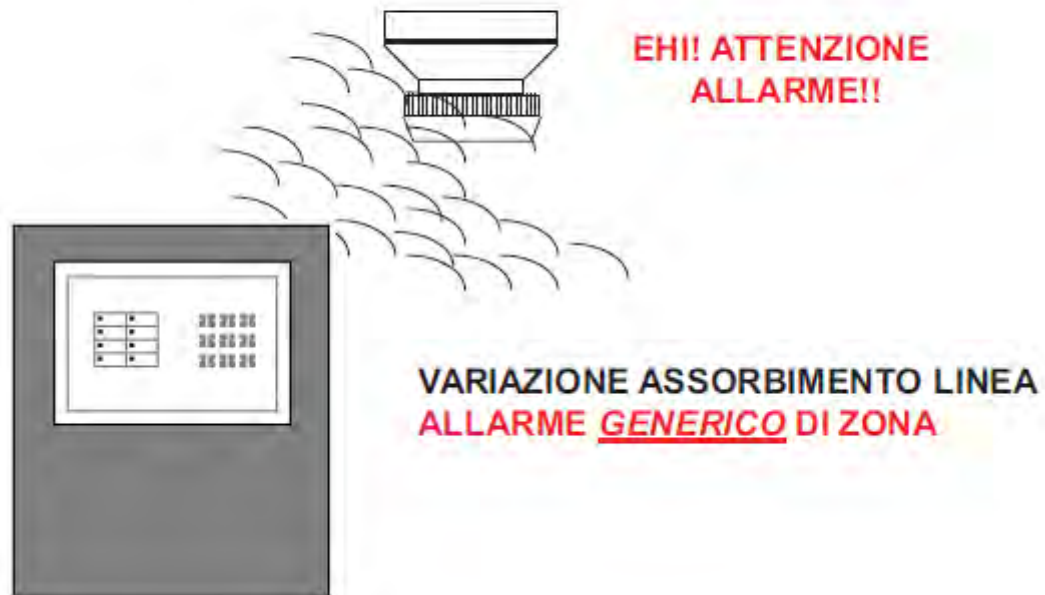 EHI! ATTENZIONE
ALLARME!!
VARIAZIONE ASSORBIMENTO LINEA
ALLARME GENERICO DI ZONA